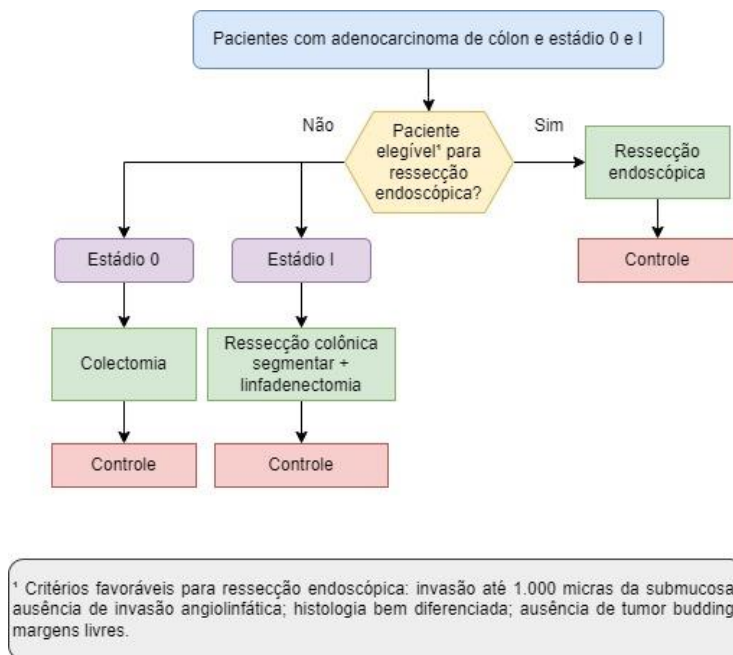 Pacientes com adenocarcinoma de cólon e estádio 0 e I
Não
Paciente
elegível¹ para
ressecção
endoscópica?
Sim
Ressecção
endoscópica
Estádio 0
Estádio I
Controle
Colectomia
Ressecção colônica
segmentar +
linfadenectomia
Controle
Controle
¹ Critérios favoráveis para ressecção endoscópica: invasão até 1.000 micras da submucosa
ausência de invasão angiolinfática; histologia bem diferenciada; ausência de tumor budding
margens livres.